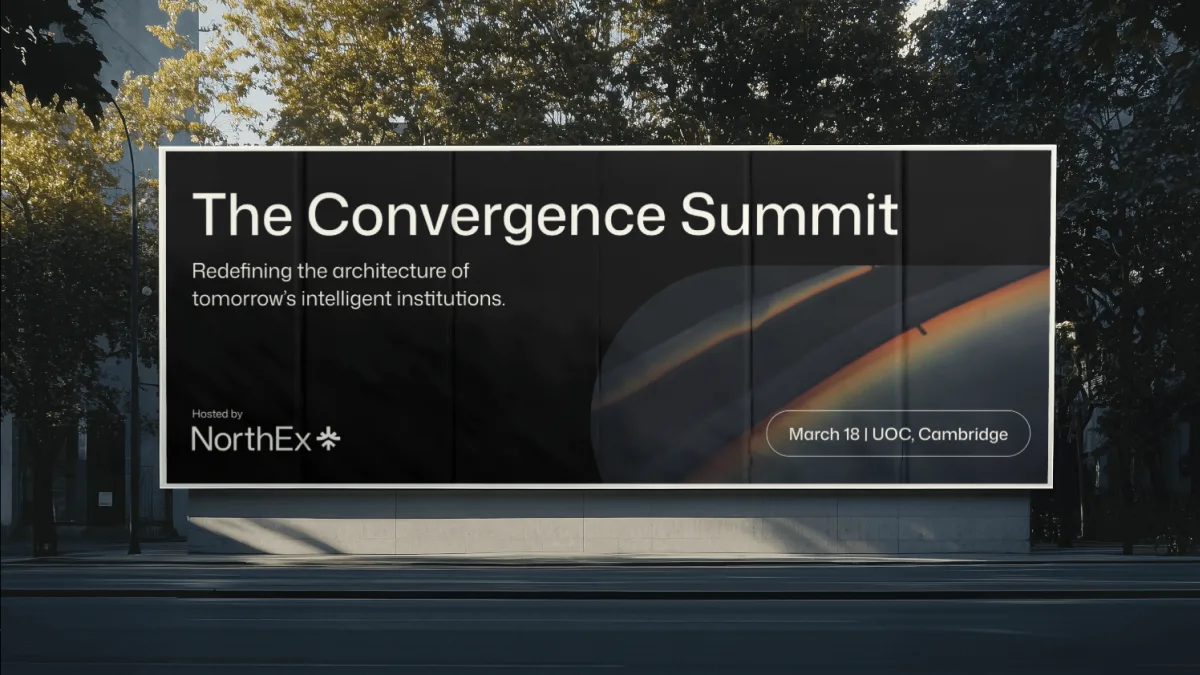 The Convergence Summit
Redefining the architecture of
tomorrow's intelligent institutions.
Hosted by
NorthEx
March 18 | UOC, Cambridge